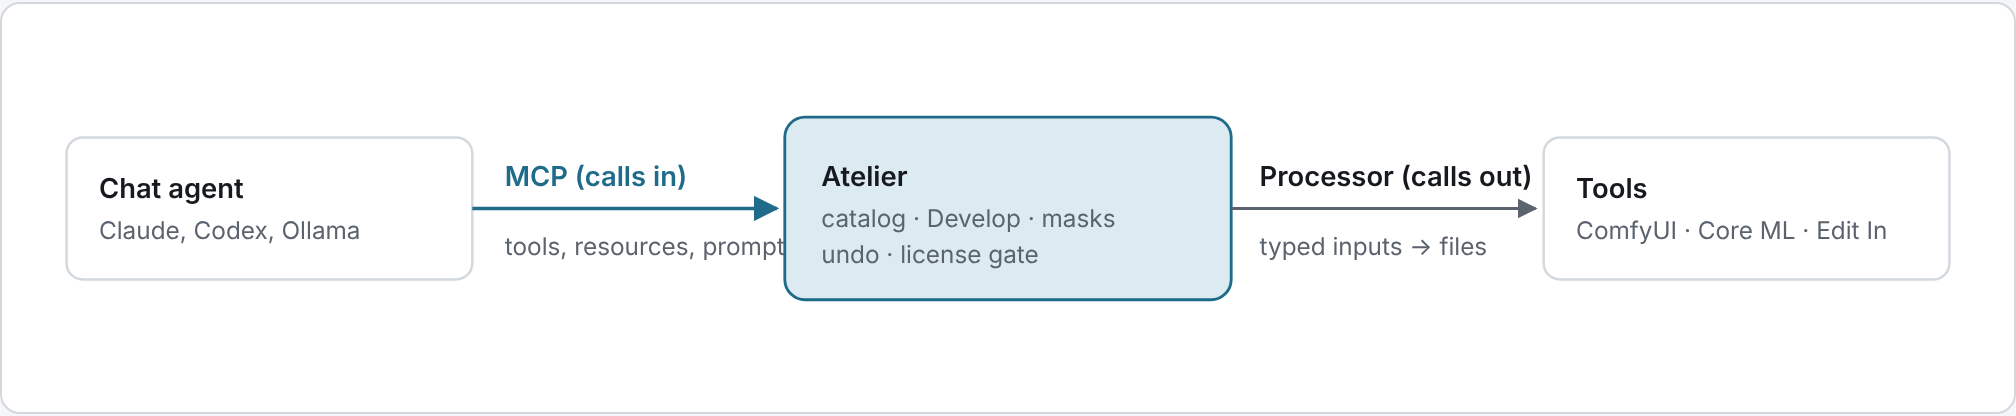 Chat agent
Claude, Codex, Ollama
MCP (calls in)
tools, resources, prompt
Atelier
catalog · Develop · masks
undo · license gate
Processor (calls out)
typed inputs → files
Tools
ComfyUI · Core ML · Edit In